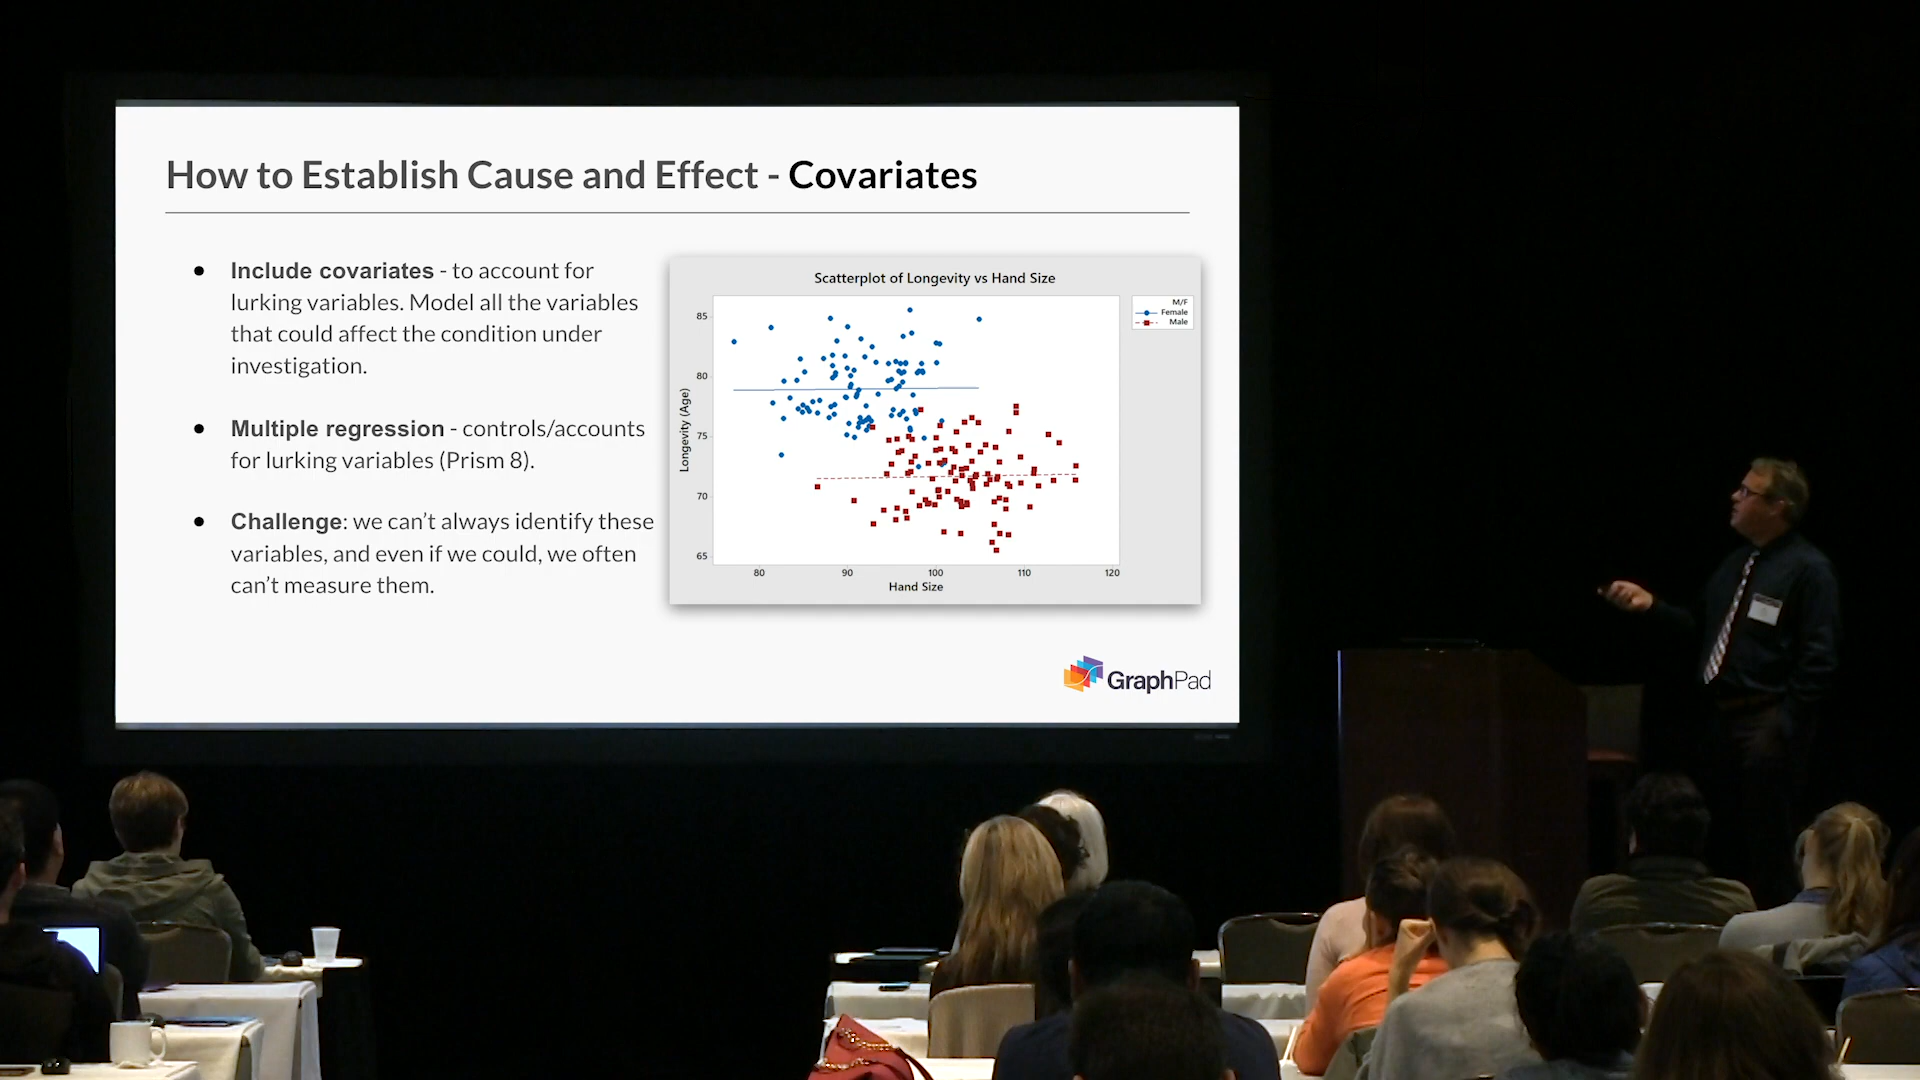 How to Establish Cause and Effect - Covariates
● Include covariates - to account for
lurking variables. Model all the variables
that could affect the condition under
investigation.
● Multiple regression - controls/accounts
for lurking variables (Prism 8).
● Challenge: we can't always identify these
variables, and even if we could, we often
can't measure them.
Scatterplot of Longevity vs Hand Size
M/F
Female
Male
Longevity (Age)
85
80
75
70
65
80 90 100 110 120
Hand Size
GraphPad